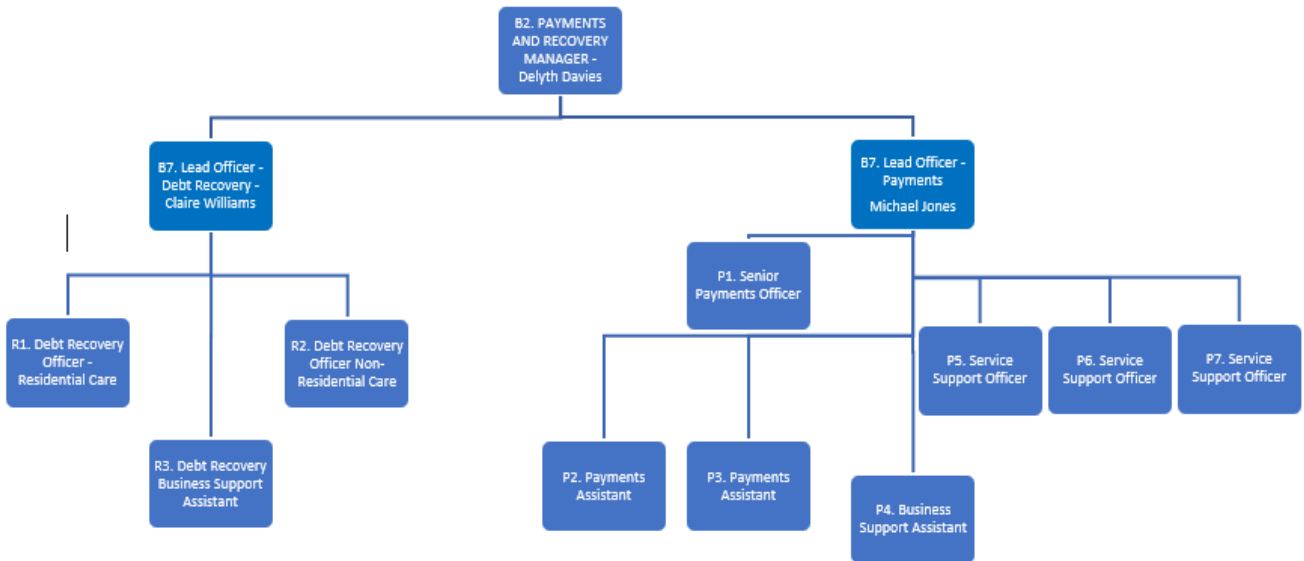 B2. PAYMENTS
AND RECOVERY
MANAGER -
Delyth Davies
B7. Lead Officer -
Debt Recovery -
Claire Williams
B7. Lead Officer -
Payments
Michael Jones
P1. Senior
Payments Officer
R1. Debt Recovery
Officer -
Residential Care
R2. Debt Recovery
Officer Non-
Residential Care
P5. Service
Support Officer
P6. Service
Support Officer
P7. Service
Support Officer
R3. Debt Recovery
Business Support
Assistant
P2. Payments
Assistant
P3. Payments
Assistant
P4. Business
Support Assistant